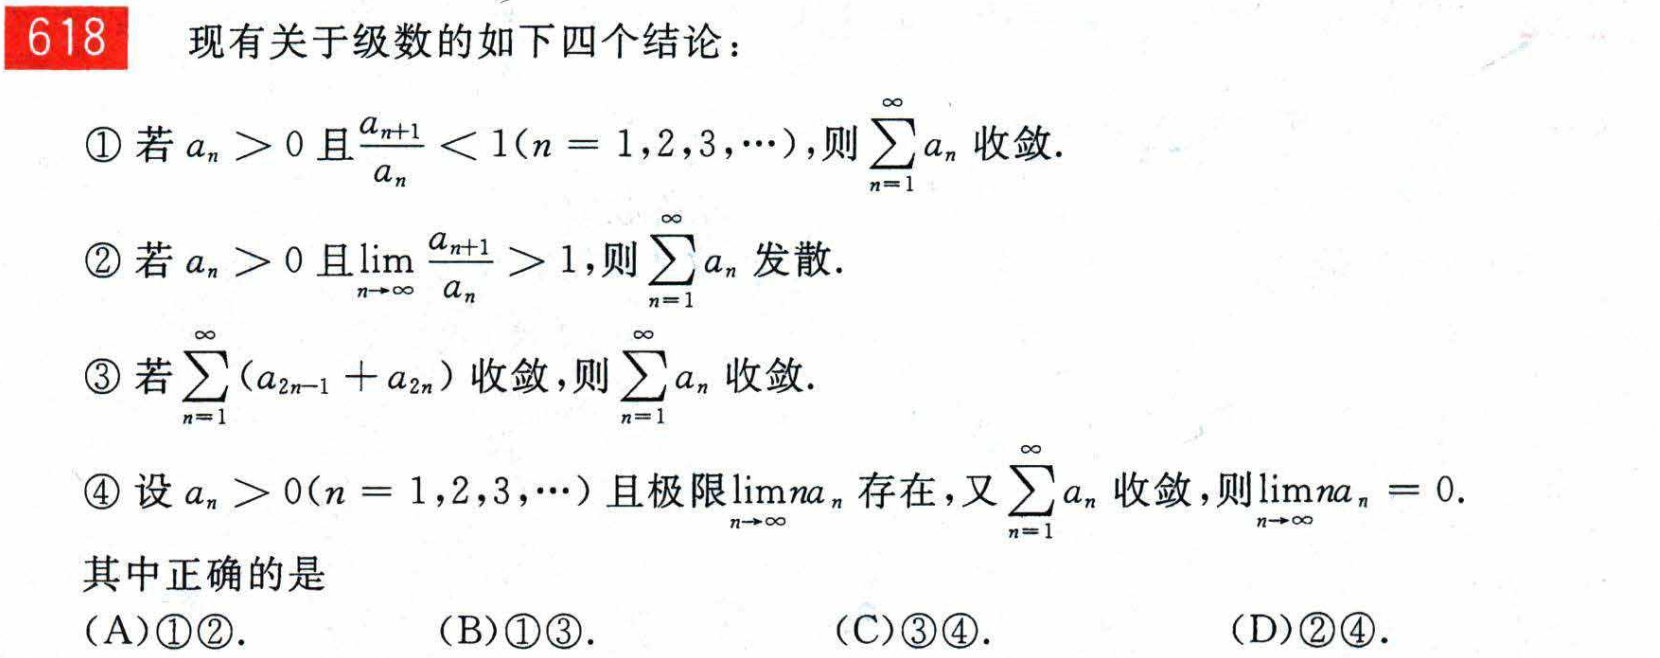 618 现有关于级数的如下四个结论：
① 若 $a_n > 0$ 且 $\frac{a_{n+1}}{a_n} < 1(n = 1,2,3,\cdots)$,则 $\sum_{n=1}^{\infty} a_n$ 收敛.
② 若 $a_n > 0$ 且 $\lim_{n \to \infty} \frac{a_{n+1}}{a_n} > 1$,则 $\sum_{n=1}^{\infty} a_n$ 发散.
③ 若 $\sum_{n=1}^{\infty} (a_{2n-1} + a_{2n})$ 收敛,则 $\sum_{n=1}^{\infty} a_n$ 收敛.
④ 设 $a_n > 0(n = 1,2,3,\cdots)$ 且极限 $\lim_{n \to \infty} na_n$ 存在,又 $\sum_{n=1}^{\infty} a_n$ 收敛,则 $\lim_{n \to \infty} na_n = 0$.
其中正确的是
(A)①②. (B)①③. (C)③④. (D)②④.